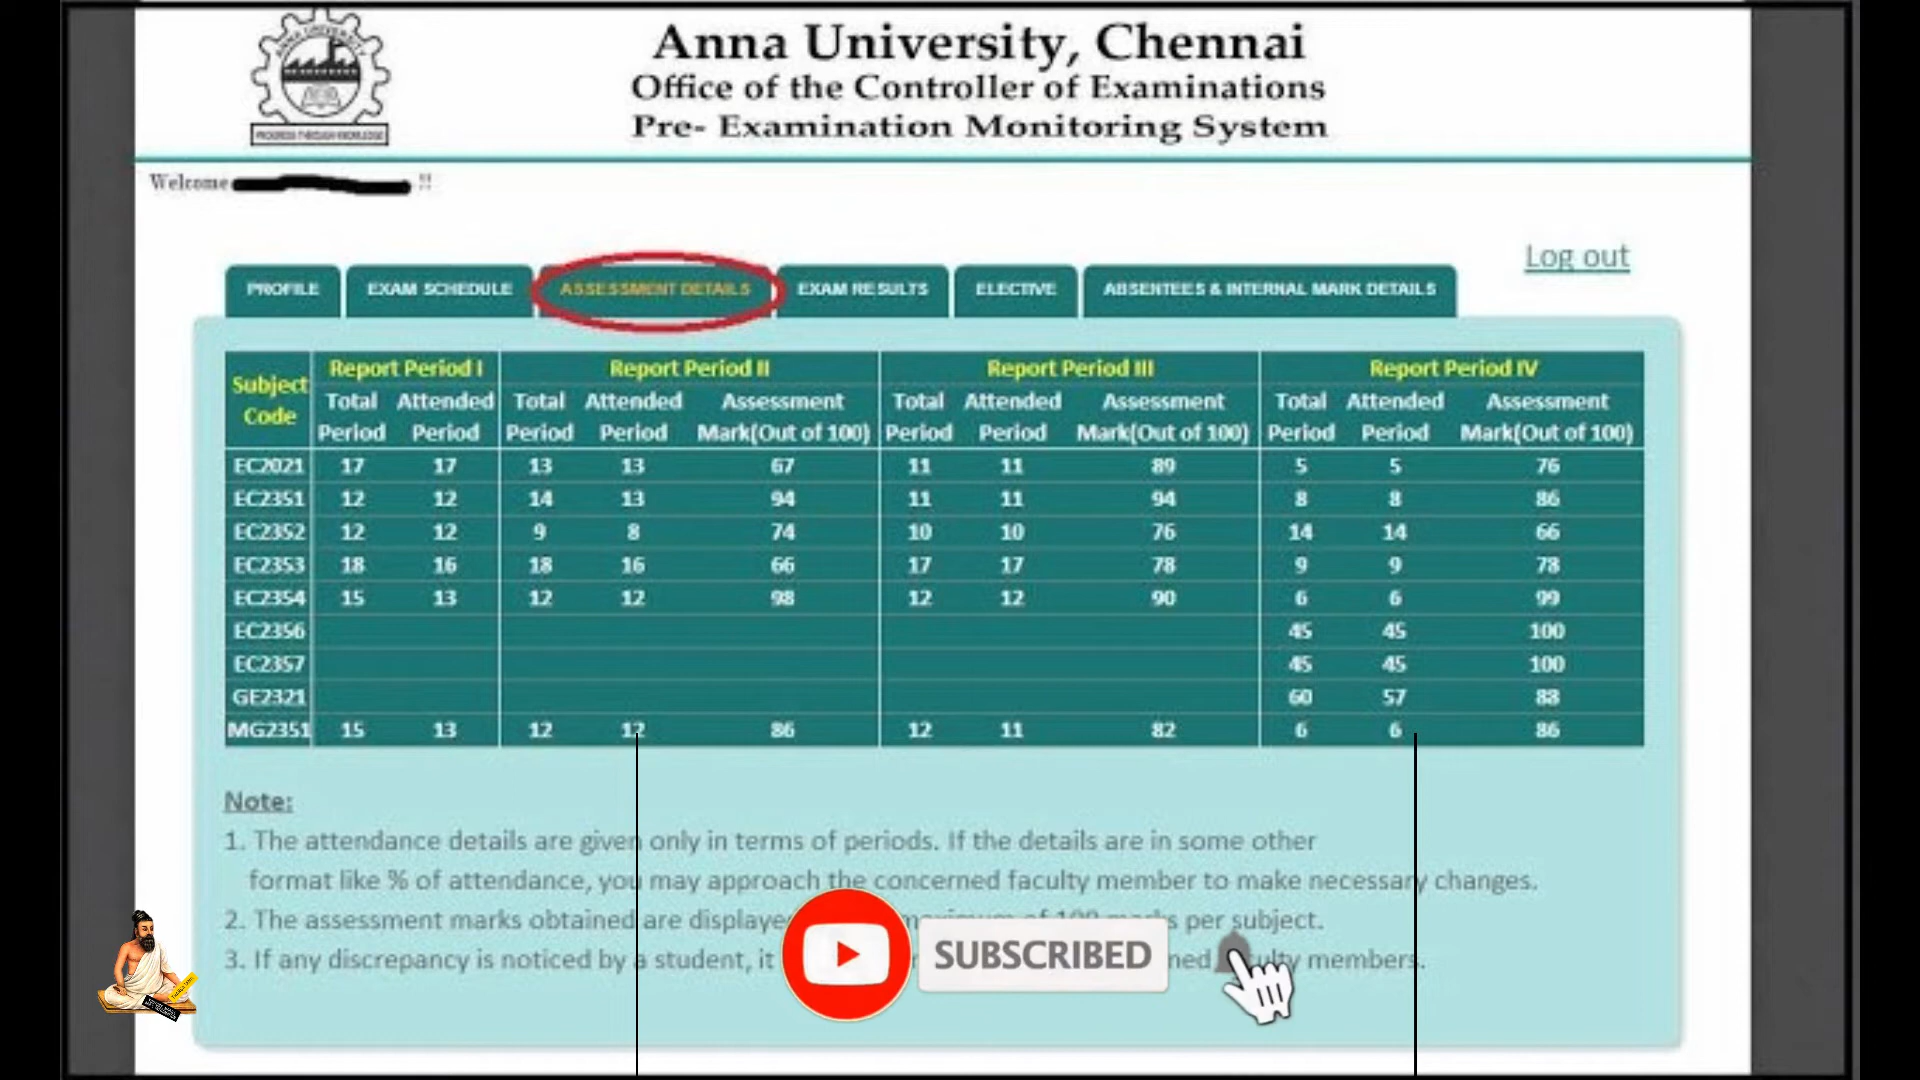 Anna University, Chennai
Office of the Controller of Examinations
Pre- Examination Monitoring System
ANNA UNIVERSITY
PROGRESS THROUGH KNOWLEDGE
Welcome !!
Log out
PROFILE EXAM SCHEDULE ASSESSMENT DETAILS EXAM RESULTS ELECTIVE ABSENTEES & INTERNAL MARK DETAILS
Subject Code Report Period I Report Period II Report Period III Report Period IV
Total Period Attended Period Total Period Attended Period Assessment Mark(Out of 100) Total Period Attended Period Assessment Mark(Out of 100) Total Period Attended Period Assessment Mark(Out of 100)
EC2021 17 17 13 13 67 11 11 89 5 5 76
EC2351 12 12 14 13 94 11 11 94 8 8 86
EC2352 12 12 9 8 74 10 10 76 14 14 66
EC2353 18 16 18 16 66 17 17 78 9 9 78
EC2354 15 13 12 12 98 12 12 90 6 6 99
EC2356 45 45 100
EC2357 45 45 100
GE2321 60 57 88
MG2351 15 13 12 12 86 12 11 82 6 6 86
Note:
1. The attendance details are given only in terms of periods. If the details are in some other
format like % of attendance, you may approach the concerned faculty member to make necessary changes.
2. The assessment marks obtained are displayed of 100 marks per subject.
3. If any discrepancy is noticed by a student, it members.
SUBSCRIBED